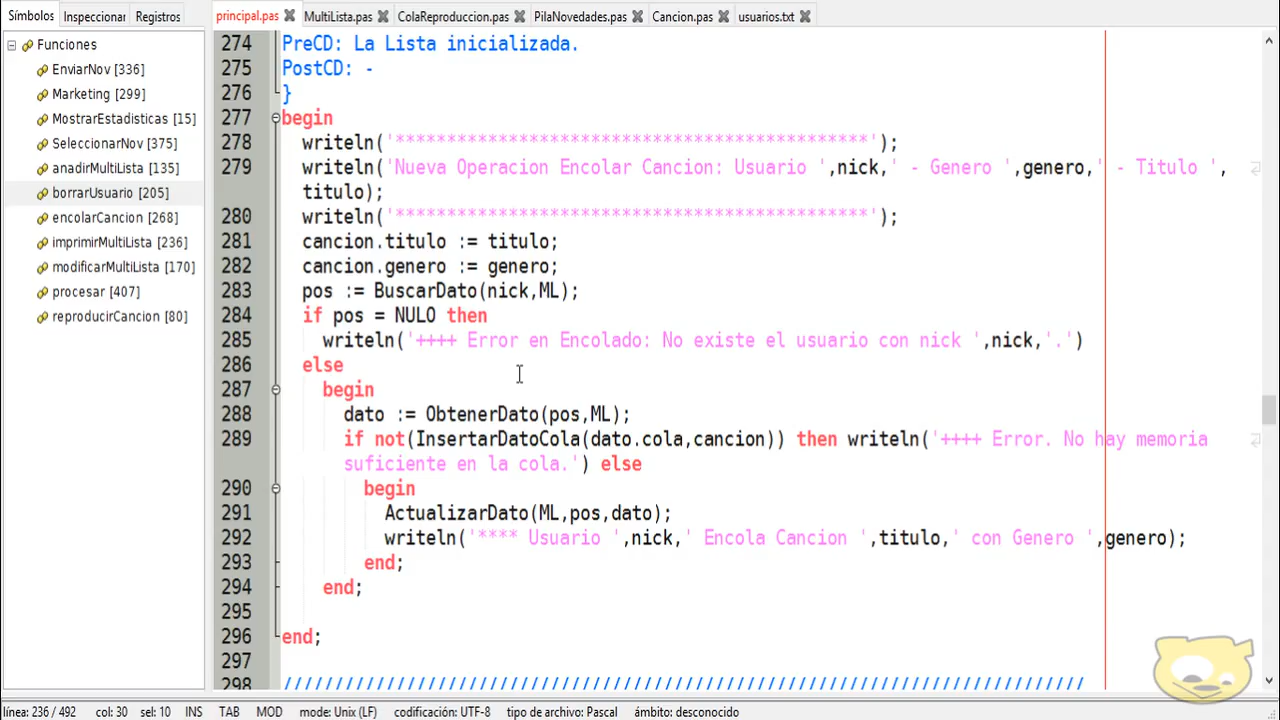 Símbolos Inspeccionar Registros
principal.pas MultiLista.pas ColaReproduccion.pas PilaNovedades.pas Cancion.pas usuarios.txt
Funciones
EnviarNov [336]
Marketing [299]
MostrarEstadisticas [15]
SeleccionarNov [375]
anadirMultiLista [135]
borrarUsuario [205]
encolarCancion [268]
imprimirMultiLista [236]
modificarMultiLista [170]
procesar [407]
reproducirCancion [80]
274 PreCD: La Lista inicializada.
275 PostCD: -
276 }
277 begin
278 writeln('**********************************************');
279 writeln('Nueva Operacion Encolar Cancion: Usuario ',nick,' - Genero ',genero,' - Titulo ',
titulo);
280 writeln('**********************************************');
281 cancion.titulo := titulo;
282 cancion.genero := genero;
283 pos := BuscarDato(nick,ML);
284 if pos = NULO then
285 writeln('++++ Error en Encolado: No existe el usuario con nick ',nick,'.')
286 else
287 begin
288 dato := ObtenerDato(pos,ML);
289 if not(InsertarDatoCola(dato.cola,cancion)) then writeln('++++ Error. No hay memoria
suficiente en la cola.') else
290 begin
291 ActualizarDato(ML,pos,dato);
292 writeln('**** Usuario ',nick,' Encola Cancion ',titulo,' con Genero ',genero);
293 end;
294 end;
295
296 end;
297
298 //////////////////////////////////////////////////////////////////////////////
línea: 236 / 492 col: 30 sel: 10 INS TAB MOD modo: Unix (LF) codificación: UTF-8 tipo de archivo: Pascal ámbito: desconocido